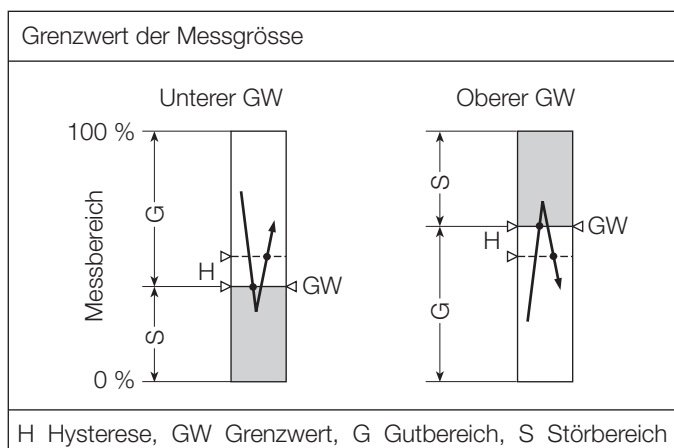 Grenzwert der Messgrösse
Unterer GW
Oberer GW
100 %
Messbereich
0 %
G
S
H
GW
S
G
H
GW
H Hysterese, GW Grenzwert, G Gutbereich, S Störbereich